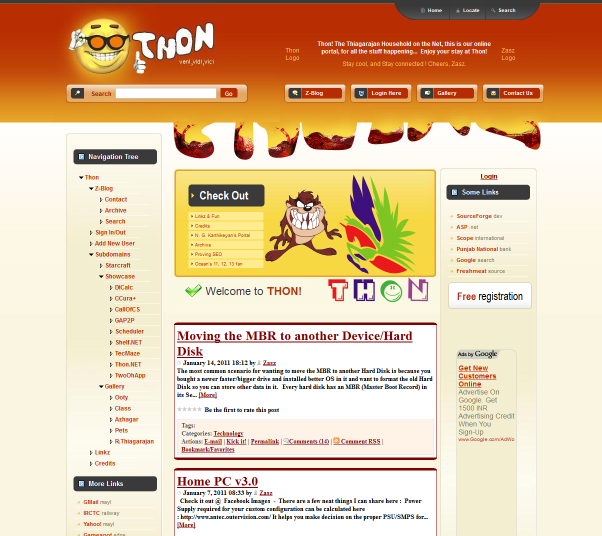 Home
Locate
Search
THON
veni,vidi,vici
Thon
Logo
Thon! The Thiagarajan Household on the Net, this is our online
portal, for all the stuff happening... Enjoy your stay at Thon!
Stay cool, and Stay connected ! Cheers, Zasz.
Zasz
Logo
Search
Go
Z-Blog
Login Here
Gallery
Contact Us
Navigation Tree
Thon
Z-Blog
Contact
Archive
Search
Sign In/Out
Add New User
Subdomains
Starcraft
Showcase
DiCalc
CCura+
CallOfCS
GAP2P
Scheduler
Shelf.NET
TecMaze
Thon.NET
TwoOhApp
Gallery
Ooty
Class
Azhagar
Pets
R.Thiagarajan
Linkz
Credits
More Links
GMail mayl
IRCTC railway
Yahoo! mayl
Gamespot edge
Check Out
Links & Fun
Credits
N. G. Karthikeyan's Portal
Archive
Proving SEO
Ocean's 11, 12, 13 fan
Welcome to THON!
THON
Moving the MBR to another Device/Hard
Disk
January 14, 2011 18:12 by Zasz
The most common scenario for wanting to move the MBR to another Hard Disk is because you
bought a newer faster/bigger drive and installed better OS in it and want to format the old Hard
Disk so you can store other data in it. Every hard disk has an MBR (Master Boot Record) in
its Se... [More]
Be the first to rate this post
Tags:
Categories: Technology
Actions: E-mail | Kick it! | Permalink | Comments (14) | Comment RSS |
Bookmark/Favorites
Home PC v3.0
January 7, 2011 08:33 by Zasz
Check it out @ Facebook Images - There are a few neat things I can share here : Power
Supply required for your custom configuration can be calculated here
: http://www.antec.outervision.com/ It helps you make decision on the proper PSU/SMPS for...
[More]
Login
Some Links
SourceForge dev
ASP .net
Scope international
Punjab National bank
Google search
Freshmeat source
Free registration
Ads by Google
Get New
Customers
Online
Advertise On
Google. Get
1500 INR
Advertising Credit
When You
Sign-Up
www.Google.com/AdWo